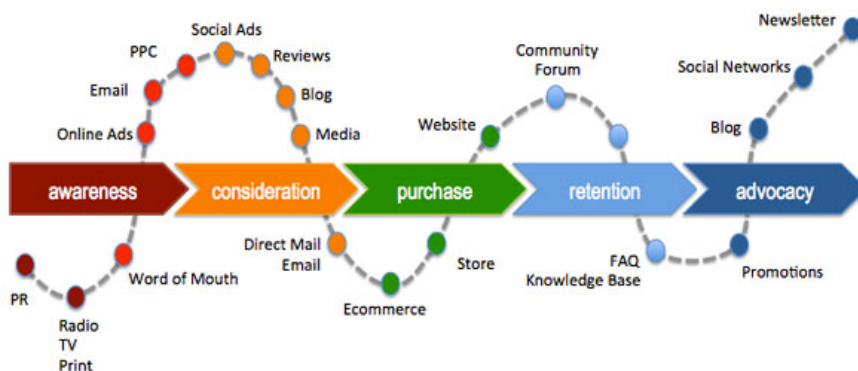 Newsletter
Social Ads
PPC
Reviews
Community
Forum
Social Networks
Email
Blog
Media
Online Ads
Website
Blog
awareness
consideration
purchase
retention
advocacy
Direct Mail
Email
Store
FAQ
Knowledge Base
Promotions
Word of Mouth
PR
Ecommerce
Radio
TV
Print